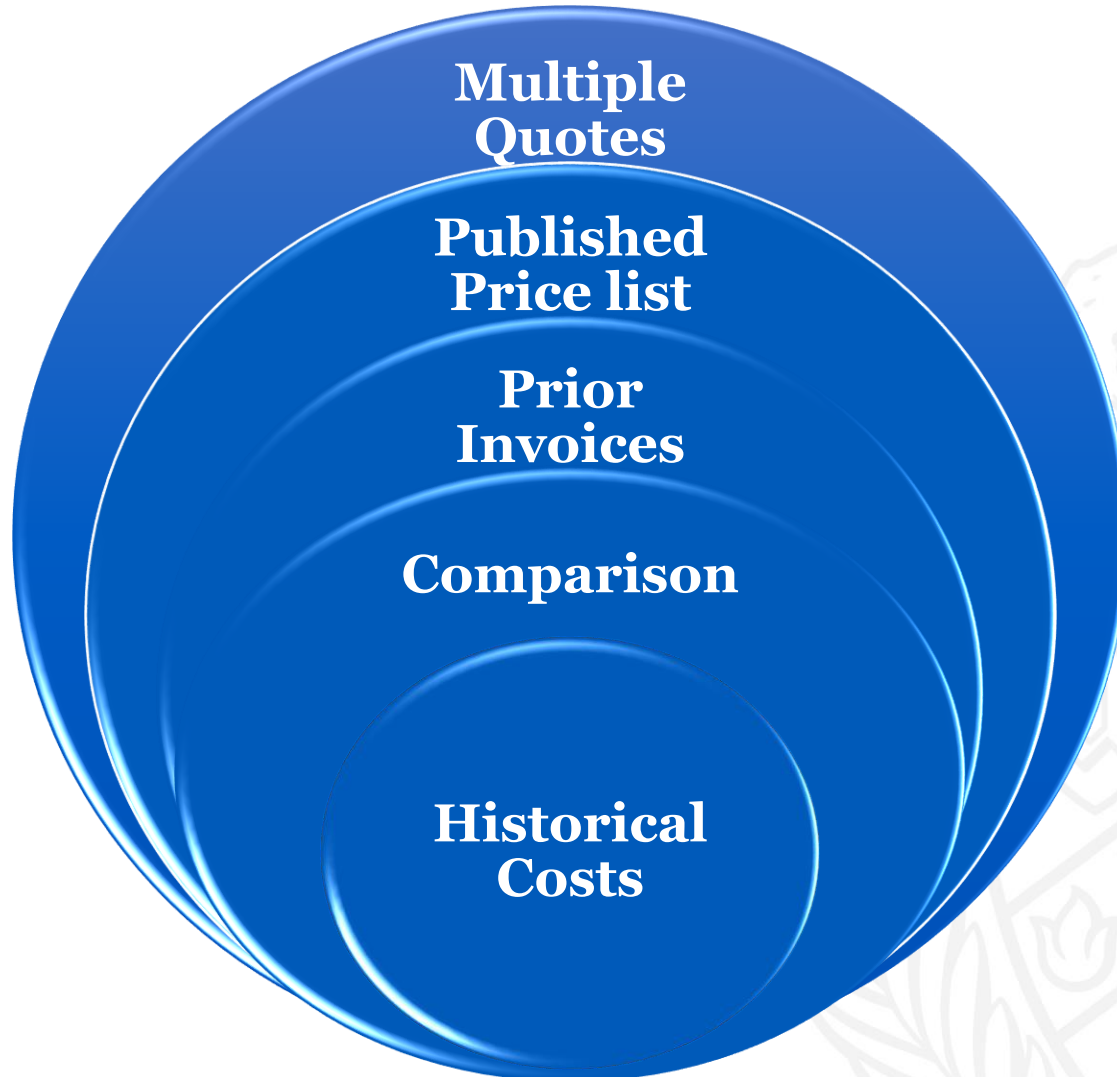 Multiple
Quotes
Published
Price list
Prior
Invoices
Comparison
Historical
Costs